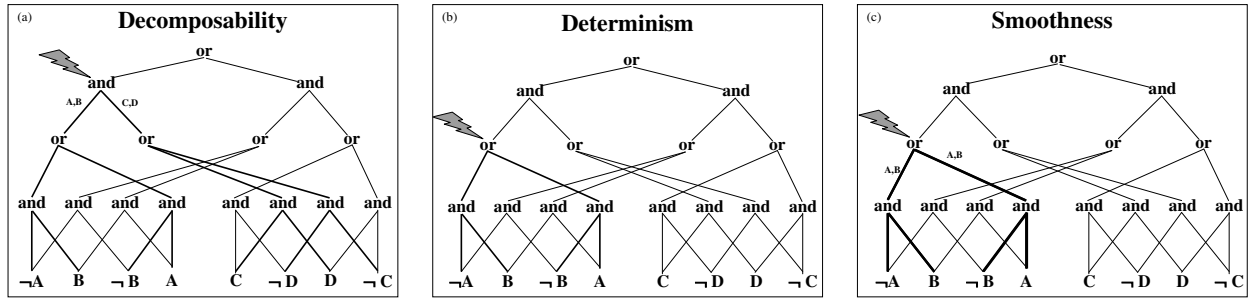 (a) Decomposability
or
and and
A,B C,D
or or or or
and and and and and and and and
¬A B ¬B A C ¬D D ¬C
(b) Determinism
or
and and
or or or or
and and and and and and and and
¬A B ¬B A C ¬D D ¬C
(c) Smoothness
or
and and
or or or or
A,B A,B
and and and and and and and and
¬A B ¬B A C ¬D D ¬C